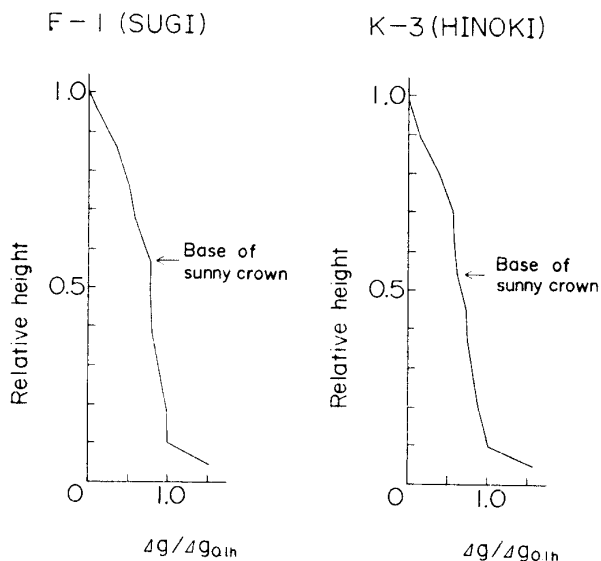 F-1 (SUGI)
1.0
0.5
0
1.0
Relative height
Base of
sunny crown
Δg/Δg0.1h
K-3 (HINOKI)
1.0
0.5
0
1.0
Relative height
Base of
sunny crown
Δg/Δg0.1h